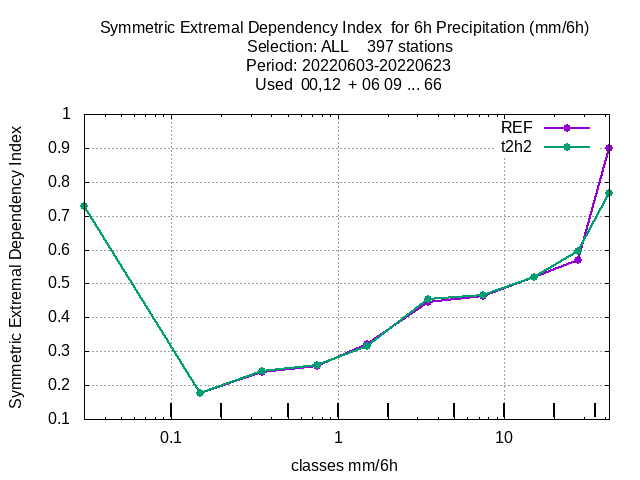 Symmetric Extremal Dependency Index  for 6h Precipitation (mm/6h)
Selection: ALL    397 stations
Period: 20220603-20220623
Used  00,12  + 06 09 ... 66
Symmetric Extremal Dependency Index
1
0.9
0.8
0.7
0.6
0.5
0.4
0.3
0.2
0.1
REF
t2h2
0.1
1
10
classes mm/6h